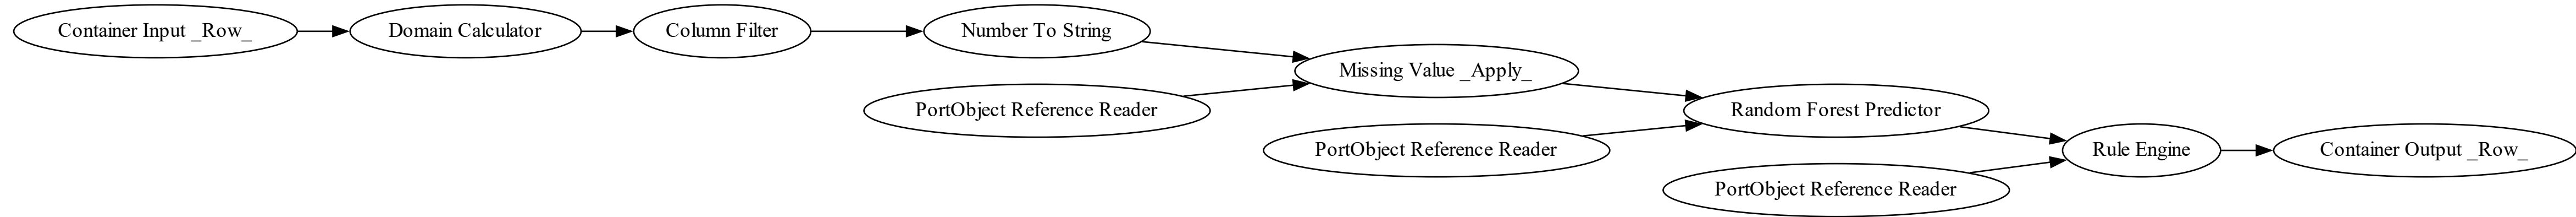 Container Input _Row_
Domain Calculator
Column Filter
Number To String
Missing Value _Apply_
PortObject Reference Reader
Random Forest Predictor
PortObject Reference Reader
Rule Engine
Container Output _Row_
PortObject Reference Reader